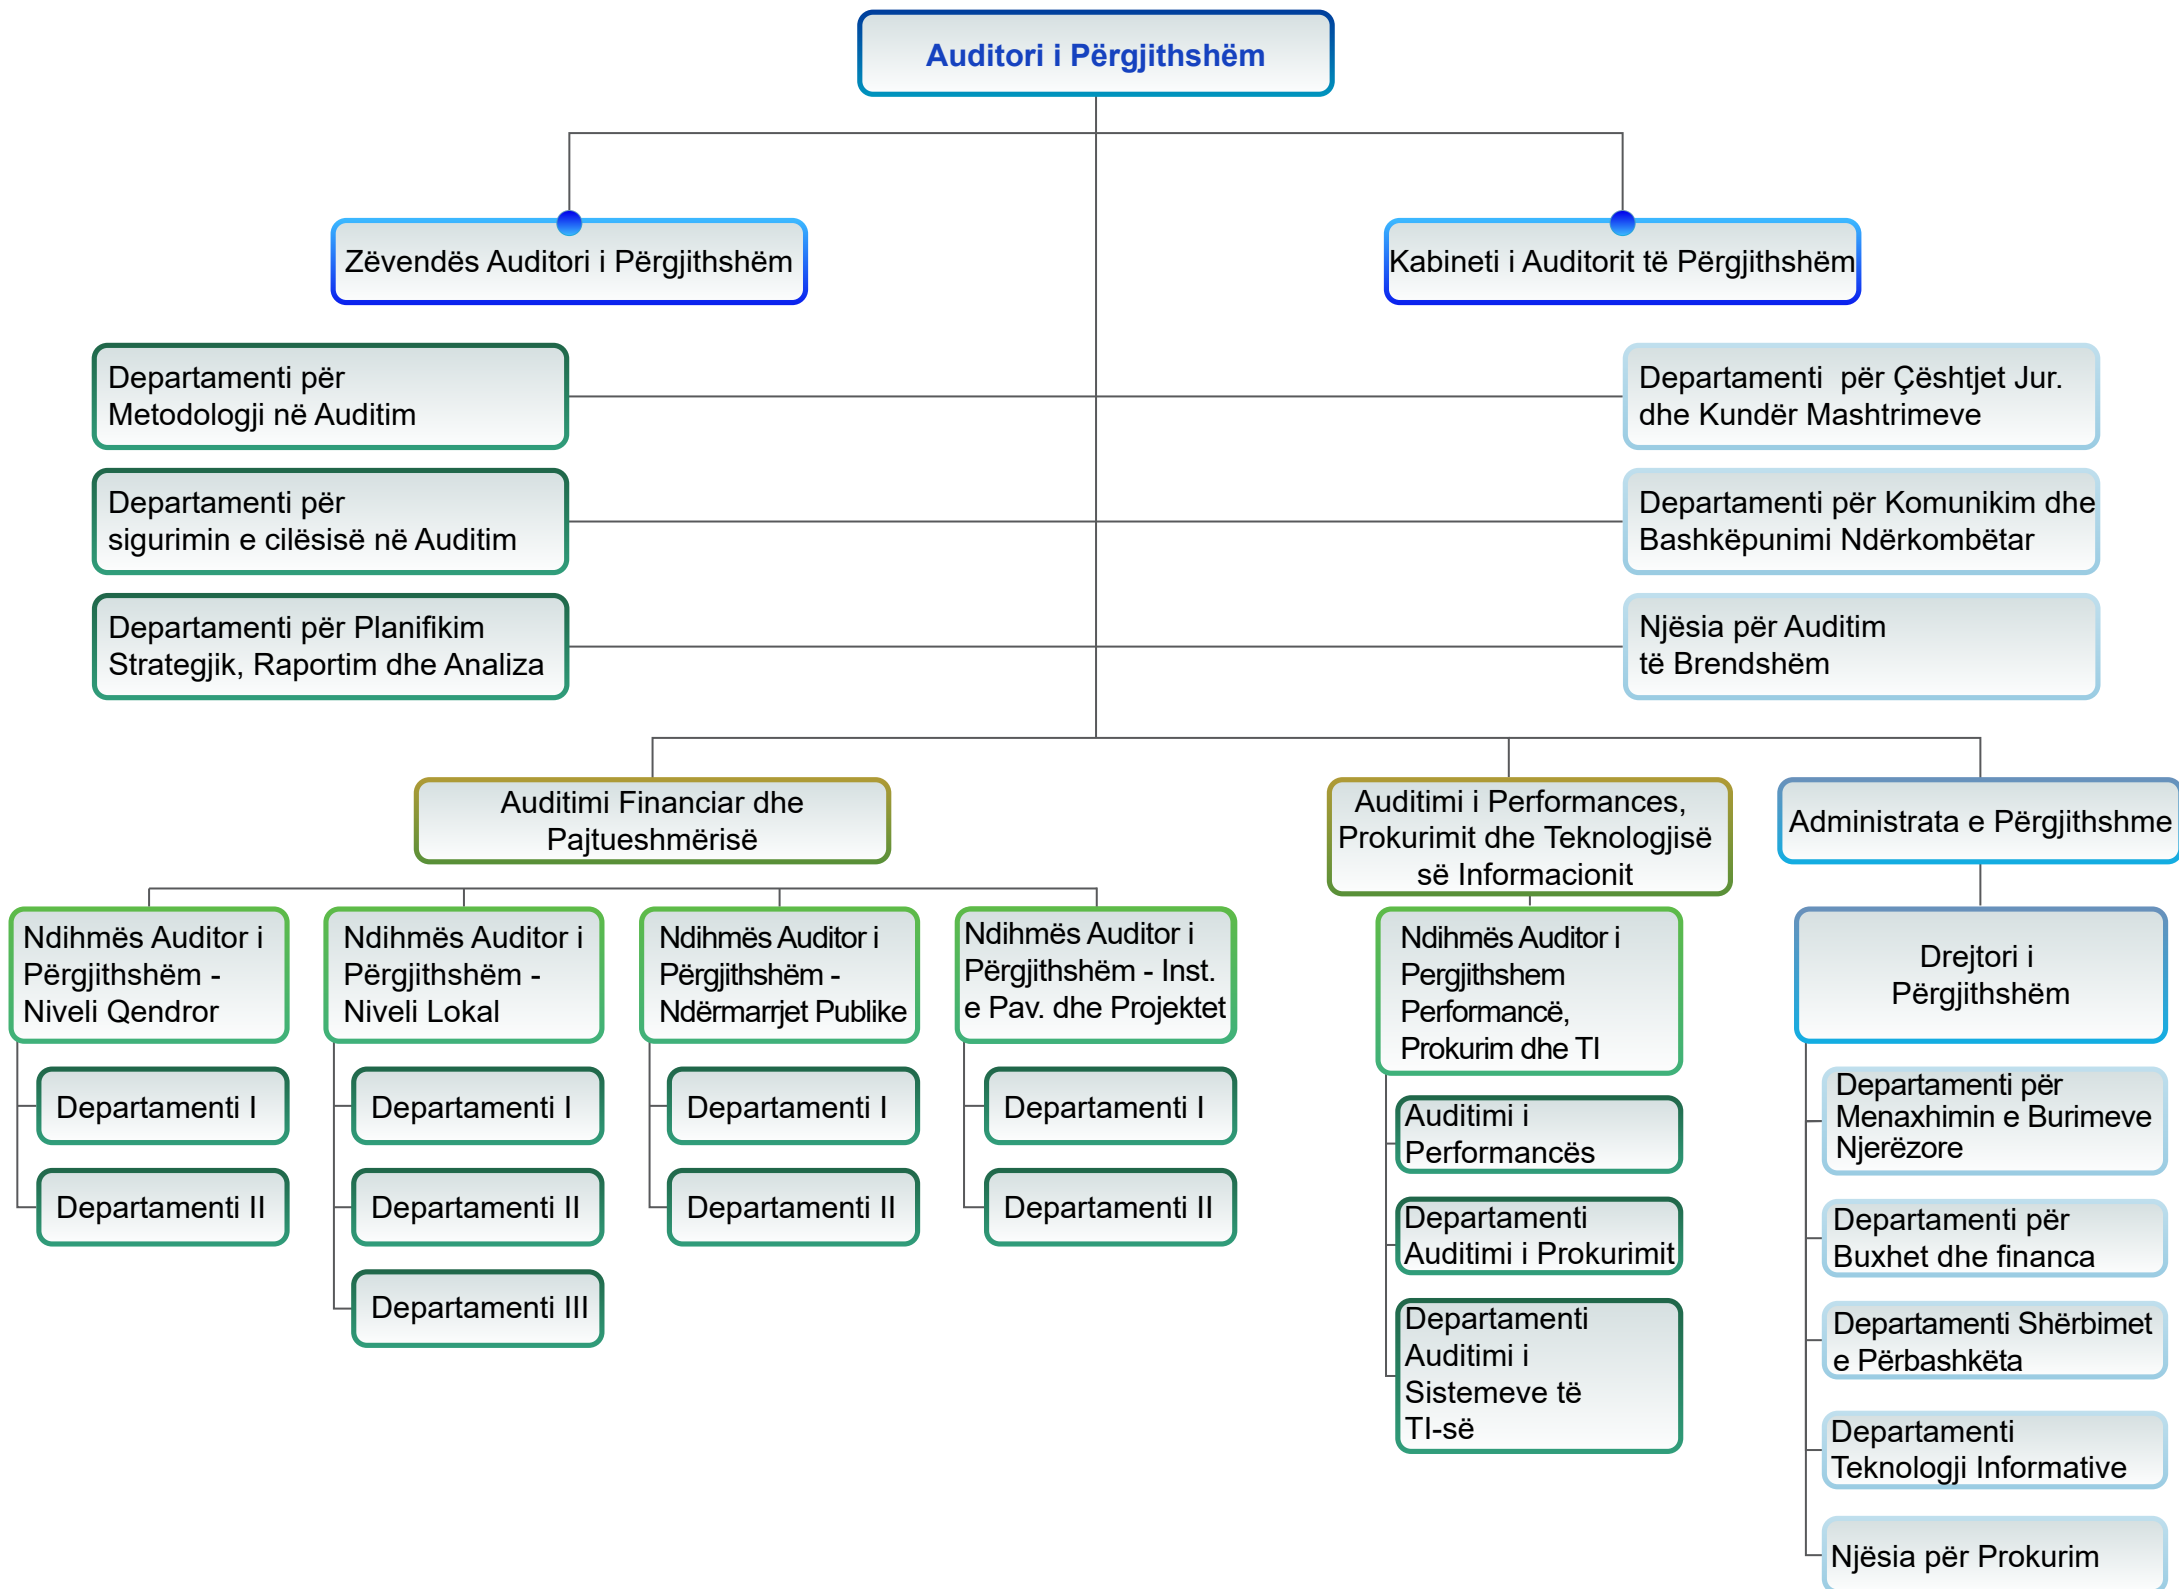 Auditori i Përgjithshëm
Zëvendës Auditori i Përgjithshëm
Kabineti i Auditorit të Përgjithshëm
Departamenti për
Metodologji në Auditim
Departamenti për Çështjet Jur.
dhe Kundër Mashtrimeve
Departamenti për
sigurimin e cilësisë në Auditim
Departamenti për Komunikim dhe
Bashkëpunimi Ndërkombëtar
Departamenti për Planifikim
Strategjik, Raportim dhe Analiza
Njësia për Auditim
të Brendshëm
Auditimi Financiar dhe
Pajtueshmërisë
Auditimi i Performances,
Prokurimit dhe Teknologjisë
së Informacionit
Administrata e Përgjithshme
Ndihmës Auditor i
Përgjithshëm -
Niveli Qendror
Departamenti I
Departamenti II
Ndihmës Auditor i
Përgjithshëm -
Niveli Lokal
Departamenti I
Departamenti II
Departamenti III
Ndihmës Auditor i
Përgjithshëm -
Ndërmarrjet Publike
Departamenti I
Departamenti II
Ndihmës Auditor i
Përgjithshëm - Inst.
e Pav. dhe Projektet
Departamenti I
Departamenti II
Ndihmës Auditor i
Pergjithshem
Performancë,
Prokurim dhe TI
Auditimi i
Performancës
Departamenti
Auditimi i Prokurimit
Departamenti
Auditimi i
Sistemeve të
TI-së
Drejtori i
Përgjithshëm
Departamenti për
Menaxhimin e Burimeve
Njerëzore
Departamenti për
Buxhet dhe financa
Departamenti Shërbimet
e Përbashkëta
Departamenti
Teknologji Informative
Njësia për Prokurim